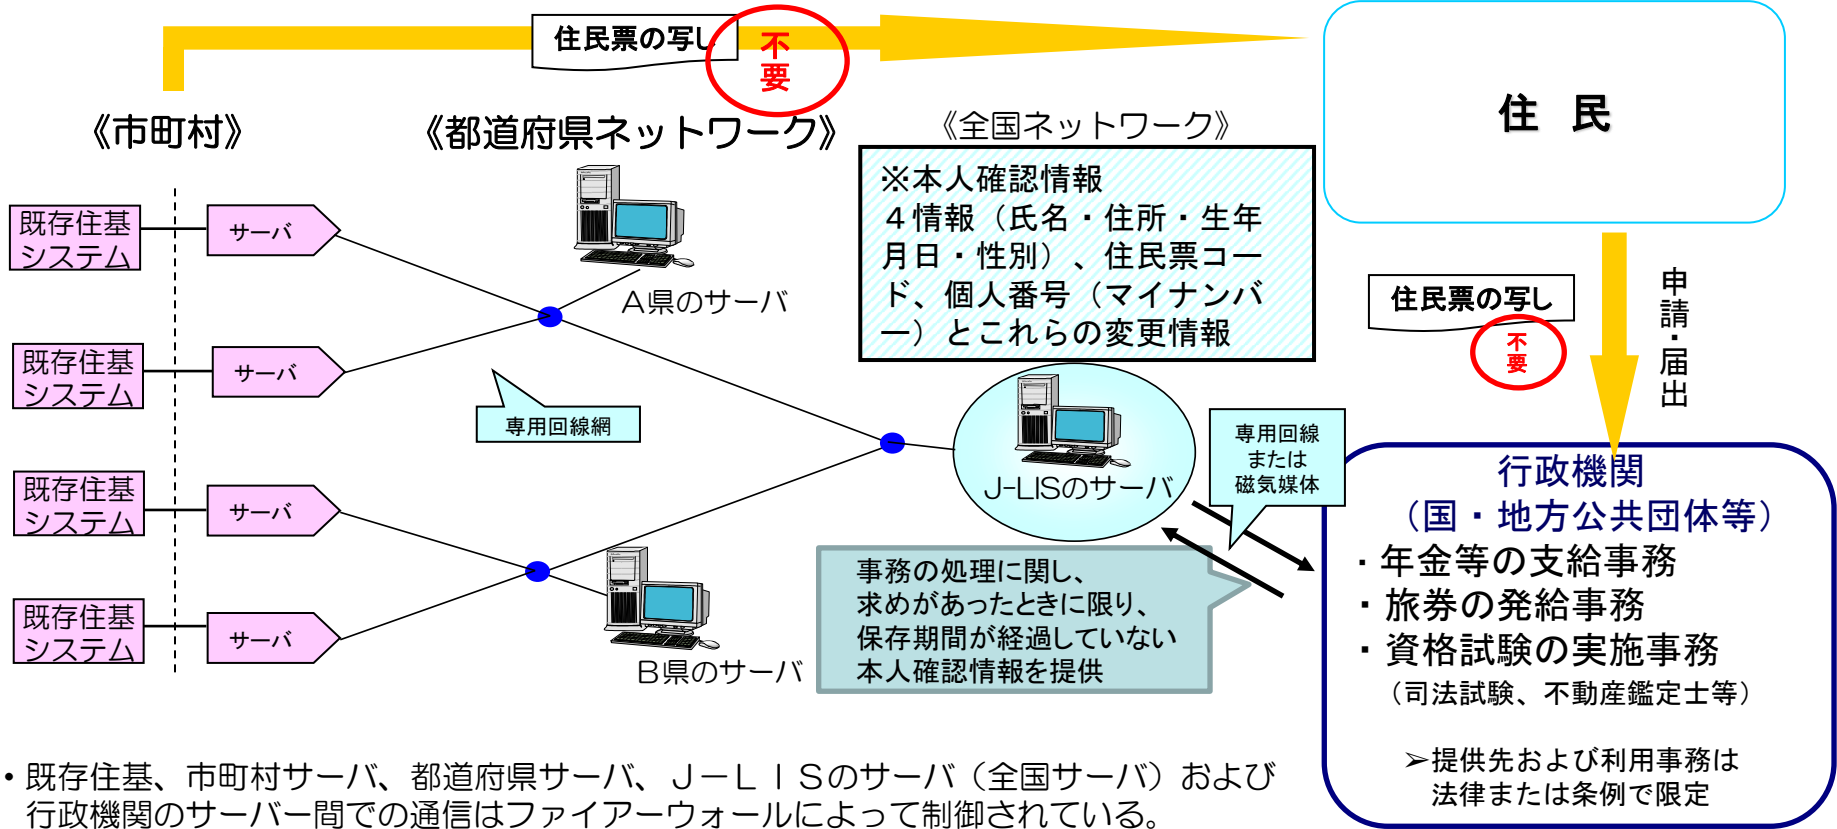 住民票の写し
不
要
《市町村》
《都道府県ネットワーク》
《全国ネットワーク》
住 民
※本人確認情報
４情報（氏名・住所・生年
月日・性別）、住民票コー
ド、個人番号（マイナンバ
ー）とこれらの変更情報
既存住基
システム
サーバ
A県のサーバ
既存住基
システム
サーバ
専用回線網
既存住基
システム
サーバ
既存住基
システム
サーバ
B県のサーバ
J-LISのサーバ
専用回線
または
磁気媒体
事務の処理に関し、
求めがあったときに限り、
保存期間が経過していない
本人確認情報を提供
住民票の写し
不
要
申請・届出
行政機関
（国・地方公共団体等）
・年金等の支給事務
・旅券の発給事務
・資格試験の実施事務
（司法試験、不動産鑑定士等）
➢提供先および利用事務は
法律または条例で限定
・既存住基、市町村サーバ、都道府県サーバ、Ｊ－ＬＩＳのサーバ（全国サーバ）および
行政機関のサーバー間での通信はファイアーウォールによって制御されている。